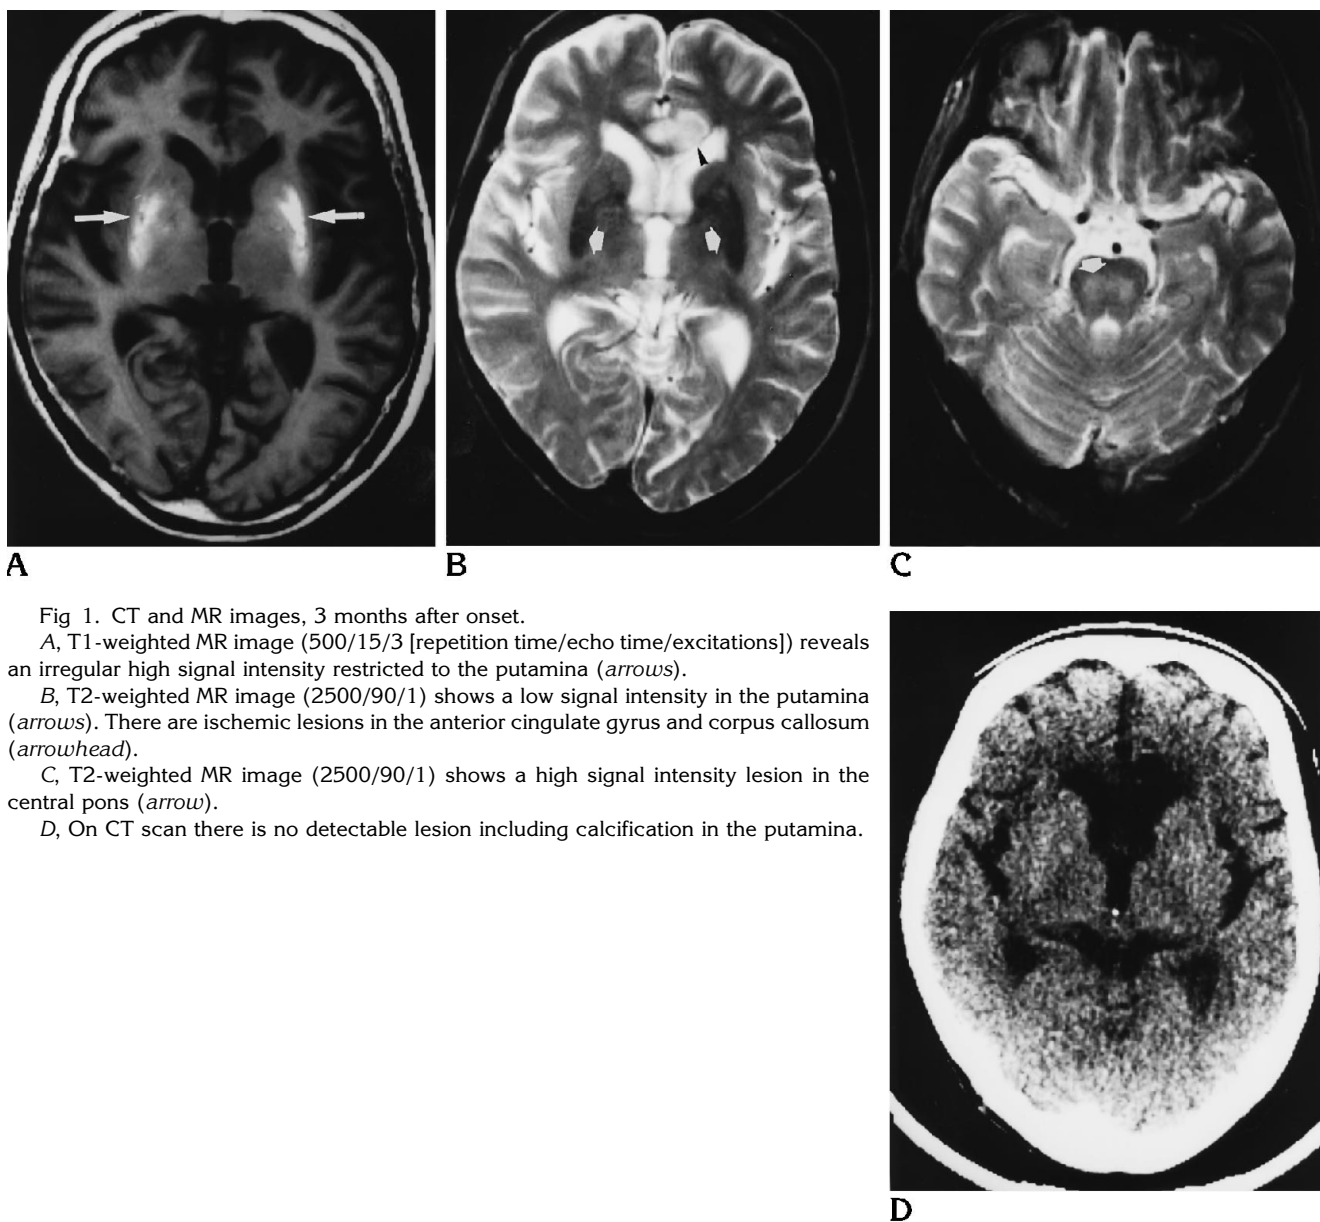 A
B
C
Fig 1. CT and MR images, 3 months after onset.
A, T1-weighted MR image (500/15/3 [repetition time/echo time/excitations]) reveals
an irregular high signal intensity restricted to the putamina (arrows).
B, T2-weighted MR image (2500/90/1) shows a low signal intensity in the putamina
(arrows). There are ischemic lesions in the anterior cingulate gyrus and corpus callosum
(arrowhead).
C, T2-weighted MR image (2500/90/1) shows a high signal intensity lesion in the
central pons (arrow).
D, On CT scan there is no detectable lesion including calcification in the putamina.
D